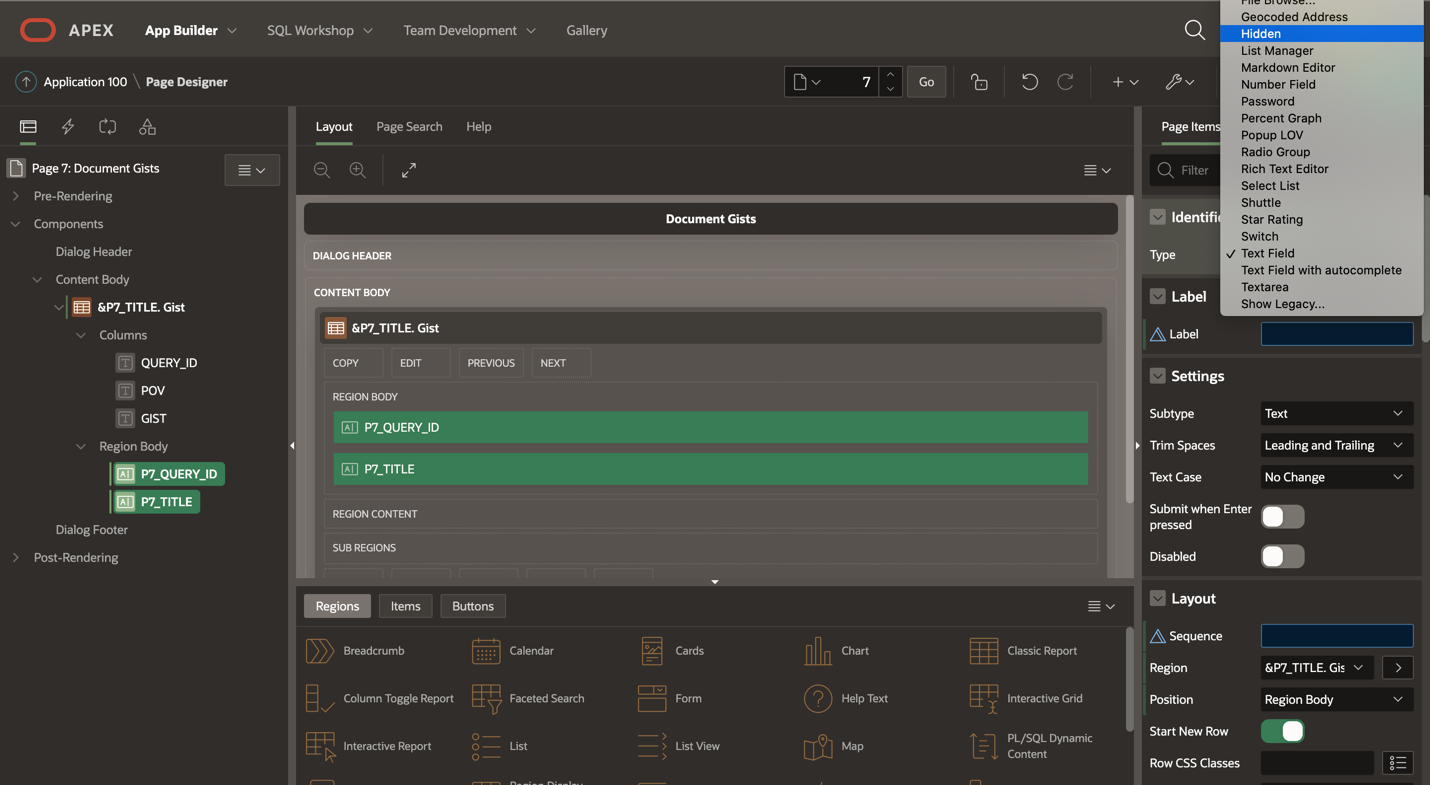 APEX
App Builder
SQL Workshop
Team Development
Gallery
Application 100 \ Page Designer
7
Go
Page 7: Document Gists
Pre-Rendering
Components
Dialog Header
Content Body
&P7_TITLE. Gist
Columns
QUERY_ID
POV
GIST
Region Body
P7_QUERY_ID
P7_TITLE
Dialog Footer
Post-Rendering
Layout
Page Search
Help
Document Gists
DIALOG HEADER
CONTENT BODY
&P7_TITLE. Gist
COPY
EDIT
PREVIOUS
NEXT
REGION BODY
P7_QUERY_ID
P7_TITLE
REGION CONTENT
SUB REGIONS
Regions
Items
Buttons
Breadcrumb
Calendar
Cards
Chart
Classic Report
Column Toggle Report
Faceted Search
Form
Help Text
Interactive Grid
Interactive Report
List
List View
Map
PL/SQL Dynamic
Content
Region Display
File Browse...
Geocoded Address
Hidden
List Manager
Markdown Editor
Number Field
Password
Percent Graph
Popup LOV
Radio Group
Rich Text Editor
Select List
Shuttle
Star Rating
Switch
✓ Text Field
Text Field with autocomplete
Textarea
Show Legacy...
Page Items
Filter
Identific
Type
Label
Label
Settings
Subtype
Text
Trim Spaces
Leading and Trailing
Text Case
No Change
Submit when Enter
pressed
Disabled
Layout
Sequence
Region
&P7_TITLE. Gis
Position
Region Body
Start New Row
Row CSS Classes